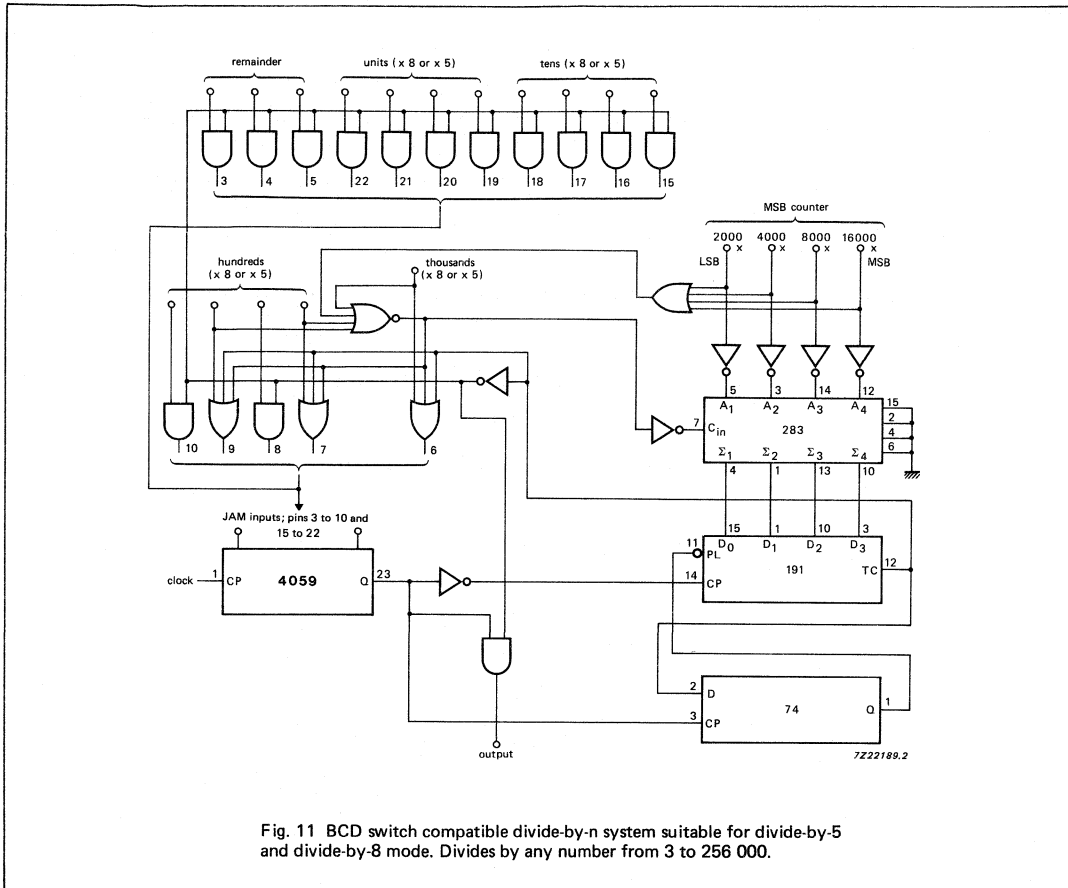 remainder
units (x 8 or x 5)
tens (x 8 or x 5)
3 4 5 22 21 20 19 18 17 16 15
MSB counter
2000 x 4000 x 8000 x 16000 x
LSB MSB
hundreds
(x 8 or x 5)
thousands
(x 8 or x 5)
5 3 14 12
A1 A2 A3 A4
15
2
4
6
7 Cin 283
Σ1 Σ2 Σ3 Σ4
4 1 13 10
10 9 8 7 6
JAM inputs; pins 3 to 10 and
15 to 22
15 1 10 3
11 PL D0 D1 D2 D3
191 TC 12
14 CP
clock 1 CP 4059 Q 23
2 D
74 Q 1
3 CP
output
7Z22189.2
Fig. 11 BCD switch compatible divide-by-n system suitable for divide-by-5
and divide-by-8 mode. Divides by any number from 3 to 256 000.